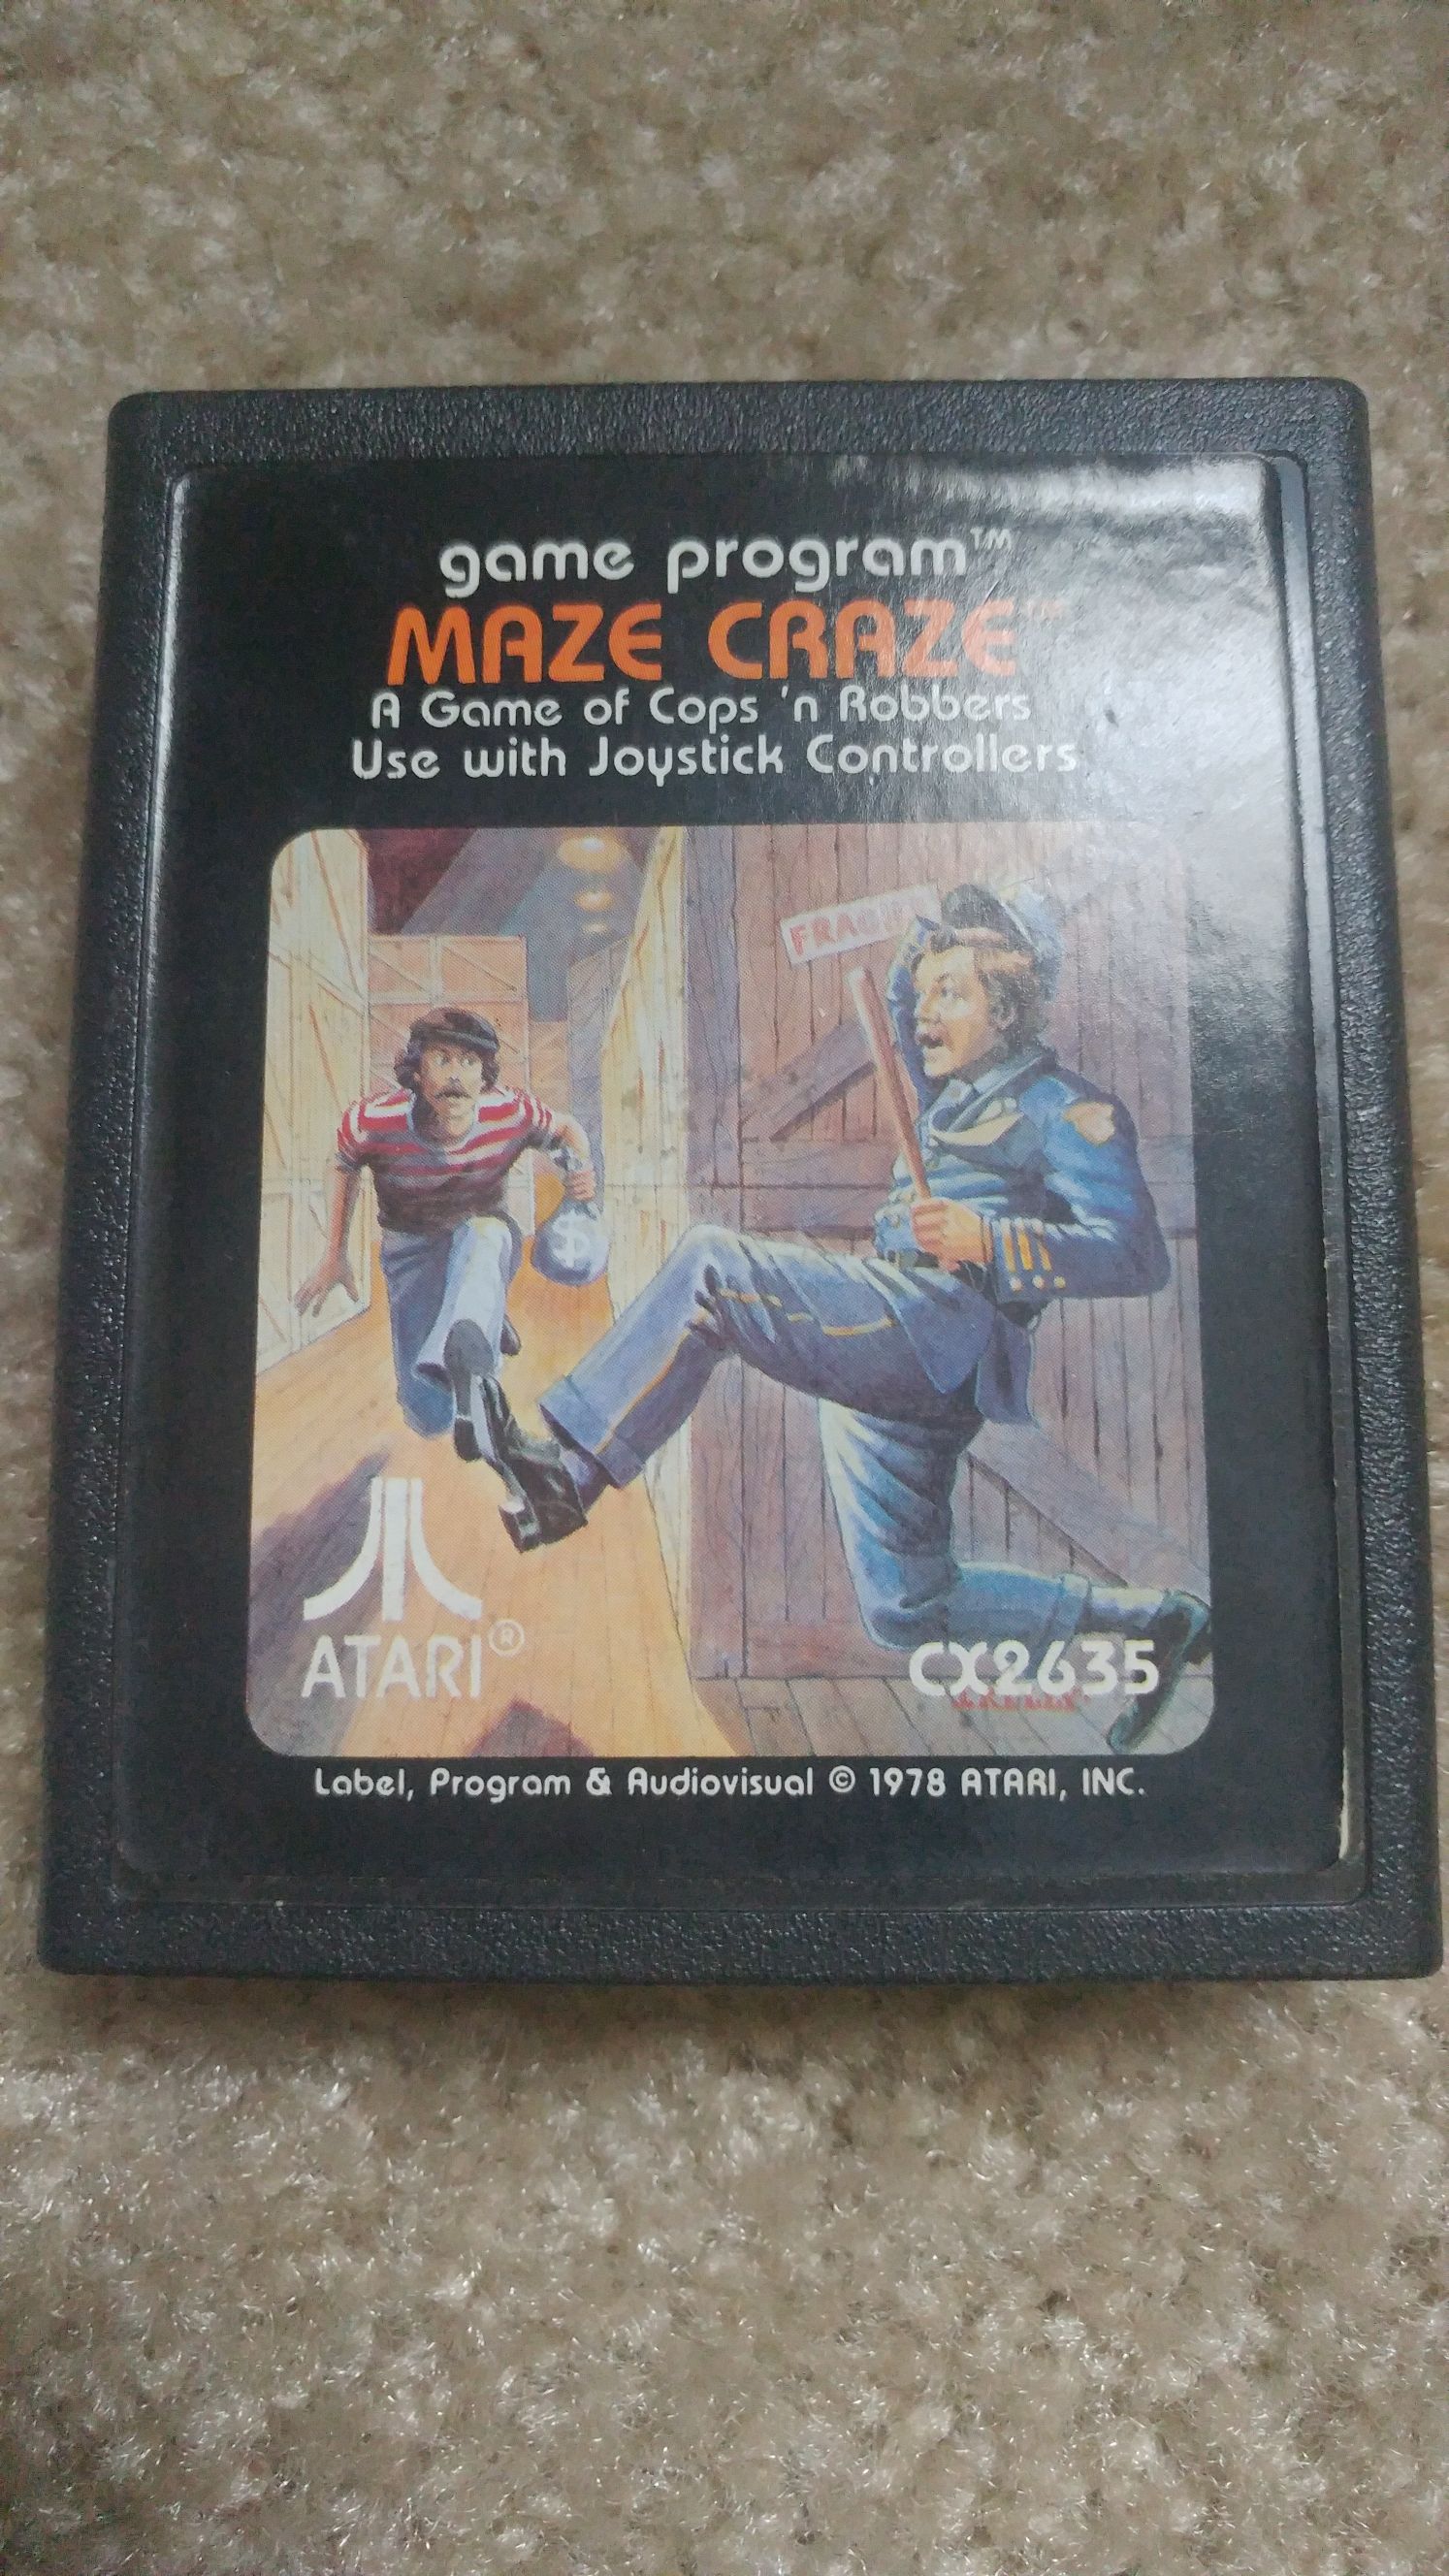 game program™
MAZE CRAZE™
A Game of Cops 'n Robbers
Use with Joystick Controllers
$
ATARI®
CX2635
Label, Program & Audiovisual © 1978 ATARI, INC.